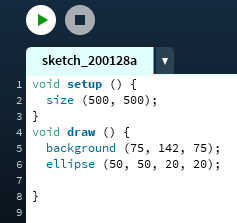 sketch_200128a
1 void setup () {
2   size (500, 500);
3 }
4 void draw () {
5   background (75, 142, 75);
6   ellipse (50, 50, 20, 20);
7
8 }
9